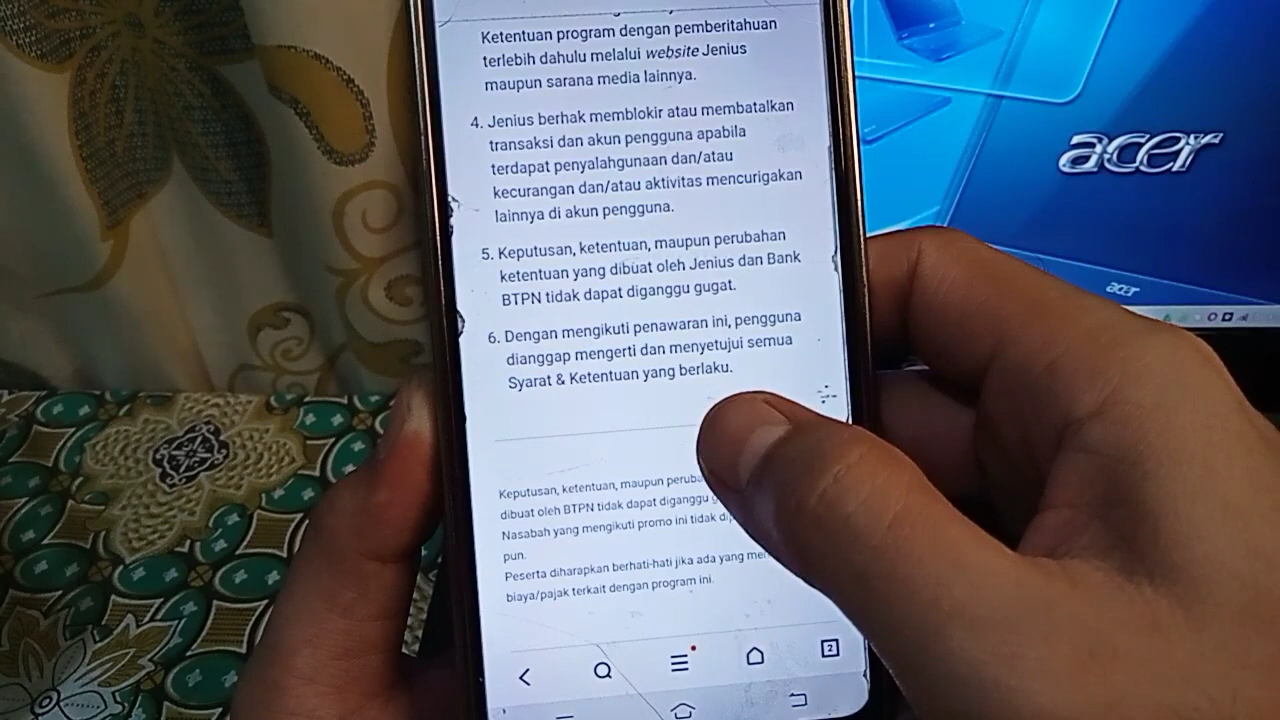 Ketentuan program dengan pemberitahuan
terlebih dahulu melalui website Jenius
maupun sarana media lainnya.
4. Jenius berhak memblokir atau membatalkan
transaksi dan akun pengguna apabila
terdapat penyalahgunaan dan/atau
kecurangan dan/atau aktivitas mencurigakan
lainnya di akun pengguna.
5. Keputusan, ketentuan, maupun perubahan
ketentuan yang dibuat oleh Jenius dan Bank
BTPN tidak dapat diganggu gugat.
6. Dengan mengikuti penawaran ini, pengguna
dianggap mengerti dan menyetujui semua
Syarat & Ketentuan yang berlaku.
Keputusan, ketentuan, maupun
dibuat oleh BTPN tidak dapat diganggu
Nasabah yang mengikuti promo ini tidak
pun.
Peserta diharapkan berhati-hati jika ada yang
biaya/pajak terkait dengan program ini.
2
acer
acer